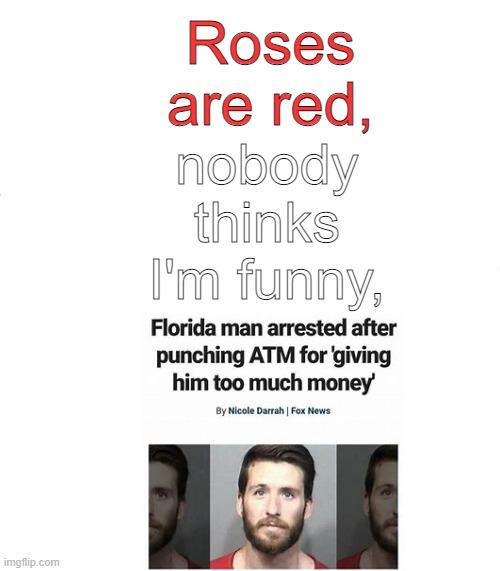 Roses
are red,
nobody
thinks
I'm funny,
Florida man arrested after
punching ATM for 'giving
him too much money'
By Nicole Darrah | Fox News
imgflip.com